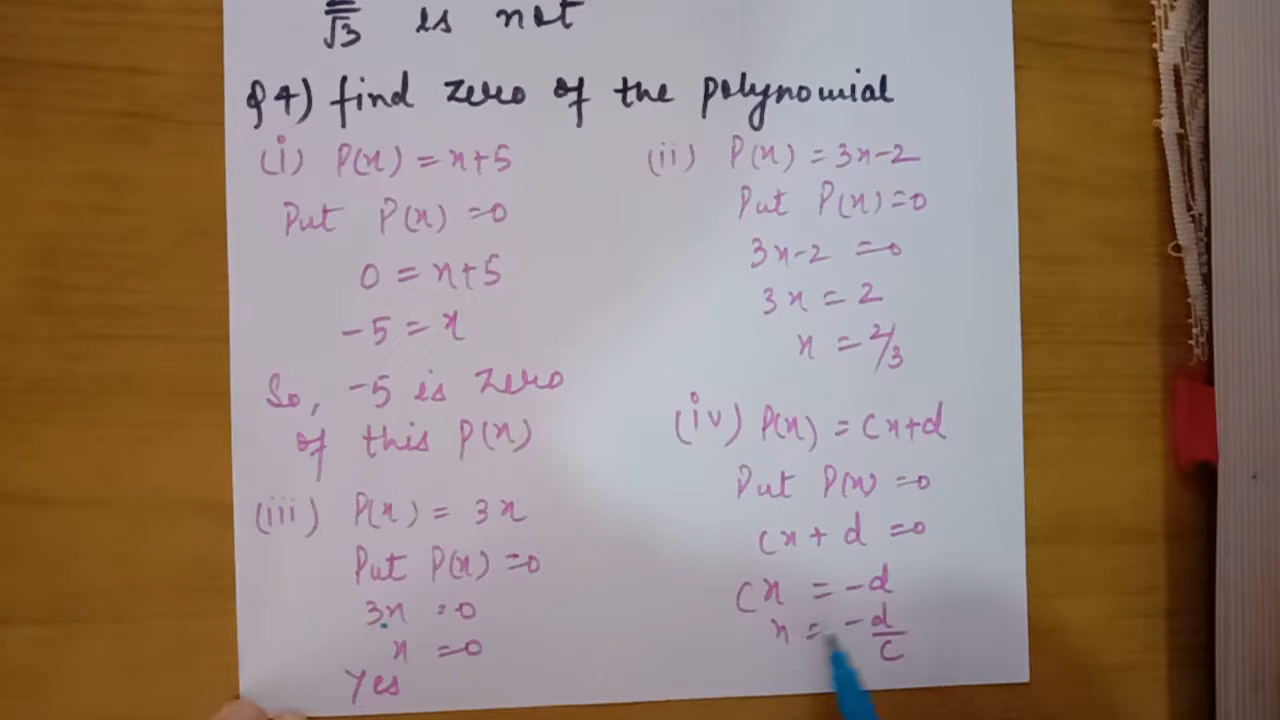 √3 is not
Q4) find zero of the polynomial
(i) P(x) = x+5
Put P(x) =0
0 = x+5
-5 = x
So, -5 is zero
of this P(x)
(iii) P(x) = 3x
Put P(x) =0
3x =0
x =0
Yes
(ii) P(x) = 3x-2
Put P(x) =0
3x-2 =0
3x = 2
x = 2/3
(iv) P(x) = Cx+d
Put P(x) =0
Cx + d =0
Cx = -d
x = -d/C